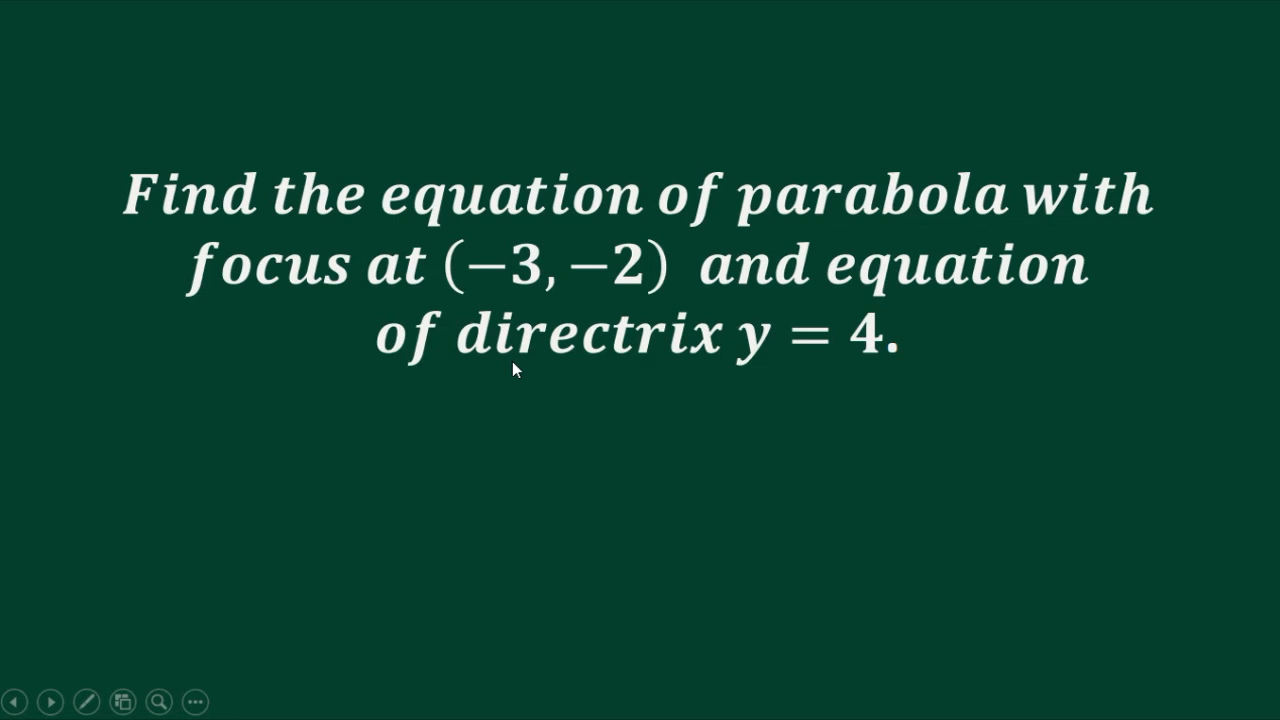 Find the equation of parabola with
focus at (−3, −2) and equation
of directrix y = 4.